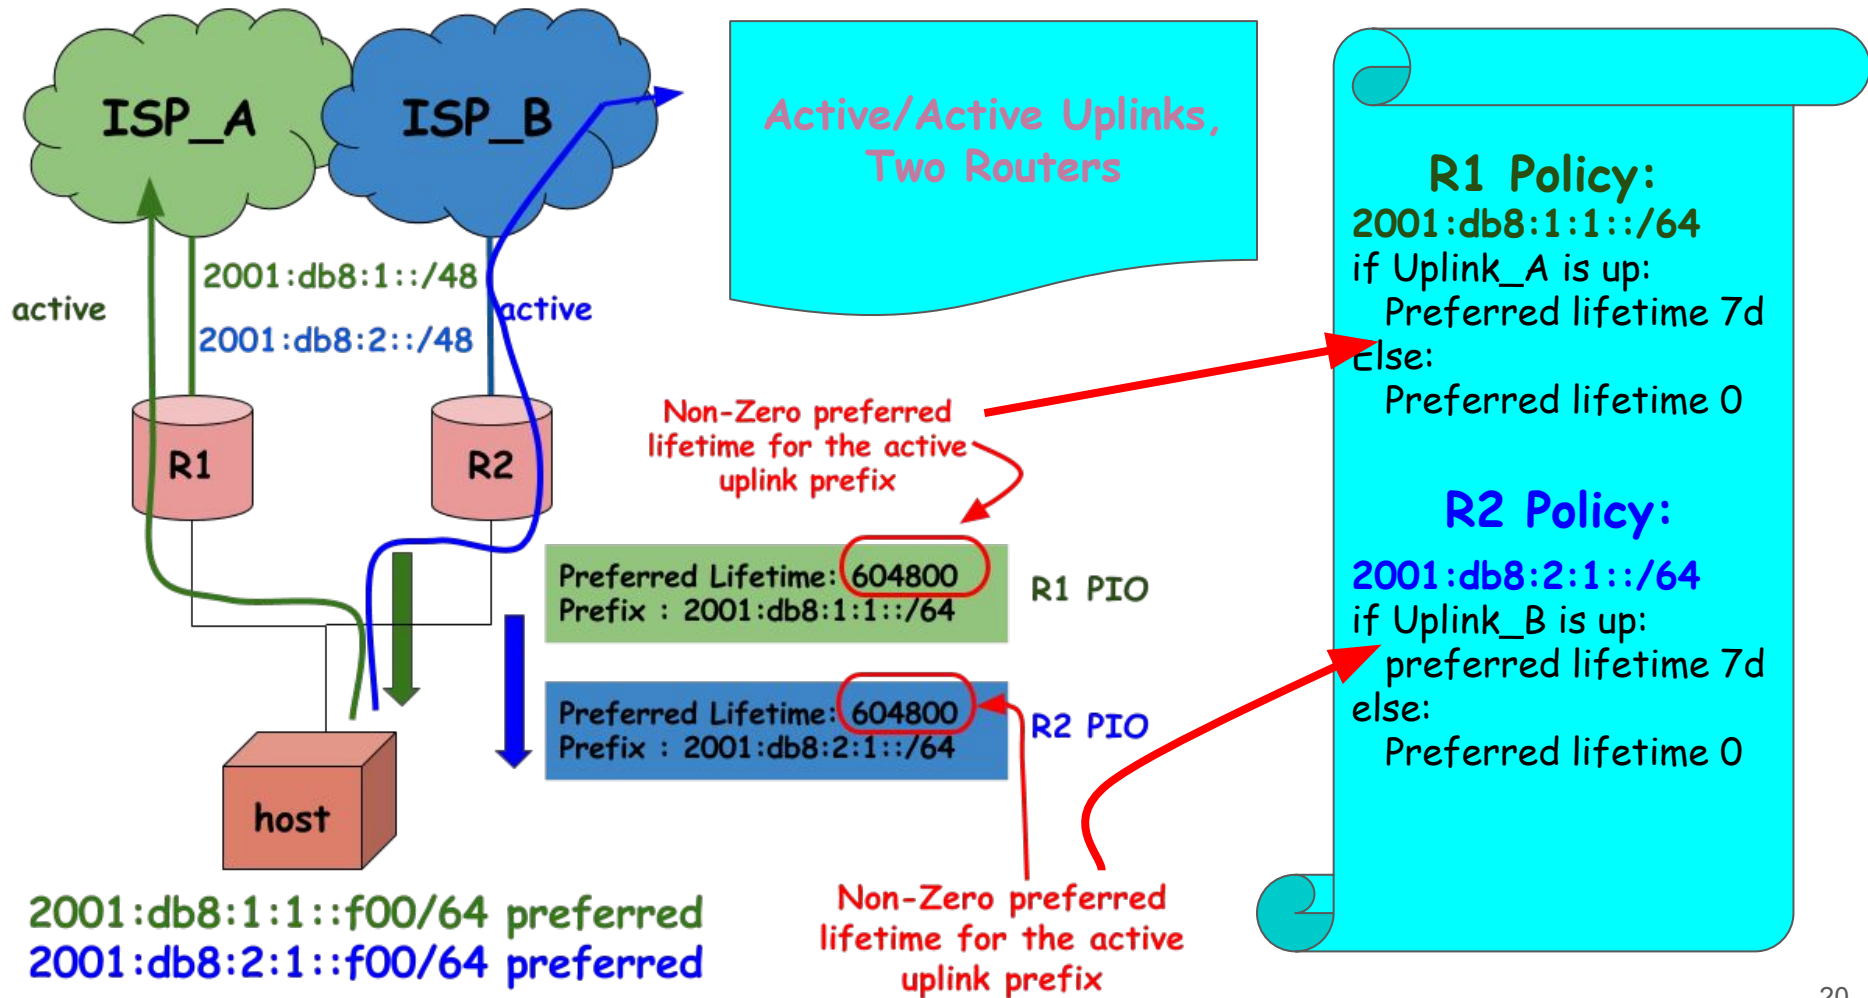 ISP_A
ISP_B
Active/Active Uplinks,
Two Routers
2001:db8:1::/48
active
active
2001:db8:2::/48
R1
R2
Non-Zero preferred
lifetime for the active
uplink prefix
Preferred Lifetime: 604800
Prefix : 2001:db8:1:1::/64
R1 PIO
Preferred Lifetime: 604800
Prefix : 2001:db8:2:1::/64
R2 PIO
host
2001:db8:1:1::f00/64 preferred
2001:db8:2:1::f00/64 preferred
Non-Zero preferred
lifetime for the active
uplink prefix
R1 Policy:
2001:db8:1:1::/64
if Uplink_A is up:
Preferred lifetime 7d
Else:
Preferred lifetime 0
R2 Policy:
2001:db8:2:1::/64
if Uplink_B is up:
preferred lifetime 7d
else:
Preferred lifetime 0
20